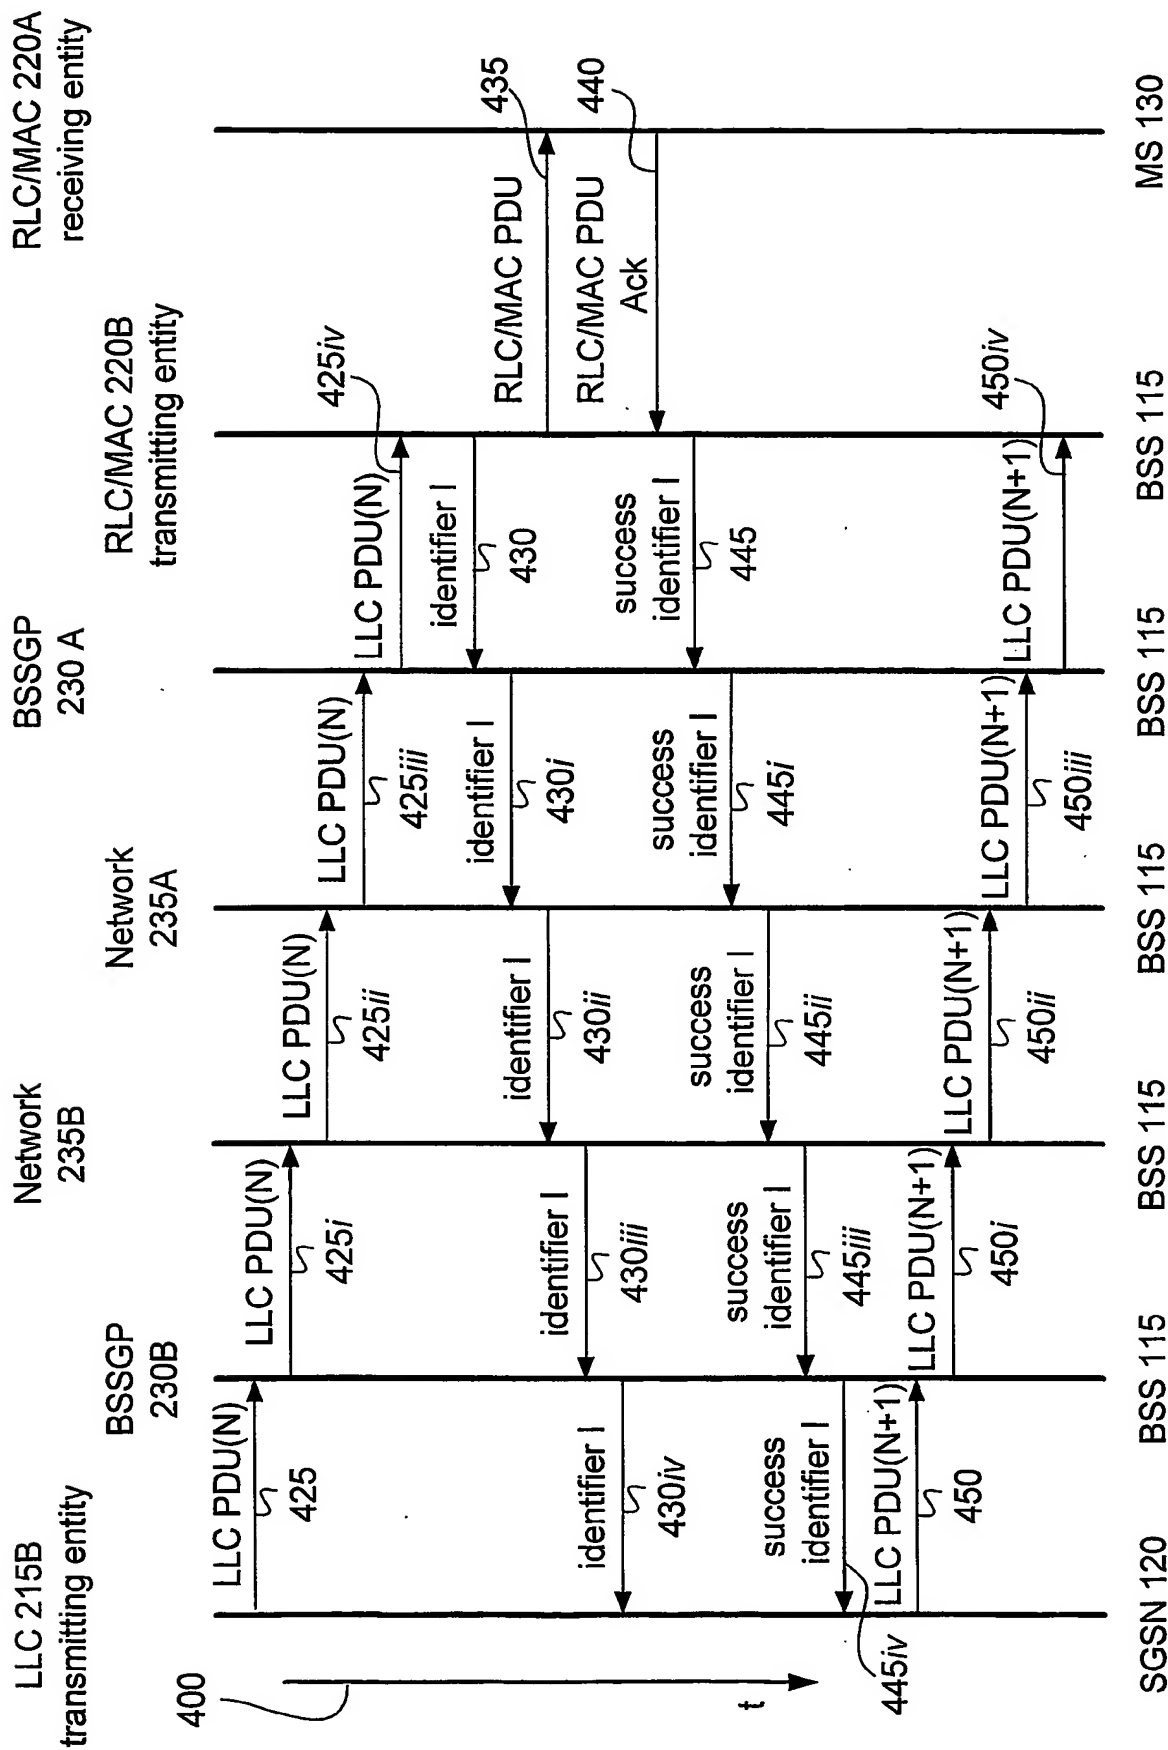 LLC 215B
transmitting entity
BSSGP
230B
Network
235B
Network
235A
BSSGP
230 A
RLC/MAC 220B
transmitting entity
RLC/MAC 220A
receiving entity
400
t
LLC PDU(N)
425
LLC PDU(N)
425i
LLC PDU(N)
425ii
LLC PDU(N)
425iii
LLC PDU(N)
425iv
identifier I
430
identifier I
430i
identifier I
430ii
identifier I
430iii
identifier I
430iv
RLC/MAC PDU
435
RLC/MAC PDU
Ack
440
success
identifier I
445
success
identifier I
445i
success
identifier I
445ii
success
identifier I
445iii
success
identifier I
445iv
LLC PDU(N+1)
450
LLC PDU(N+1)
450i
LLC PDU(N+1)
450ii
LLC PDU(N+1)
450iii
LLC PDU(N+1)
450iv
SGSN 120
BSS 115
BSS 115
BSS 115
BSS 115
BSS 115
MS 130